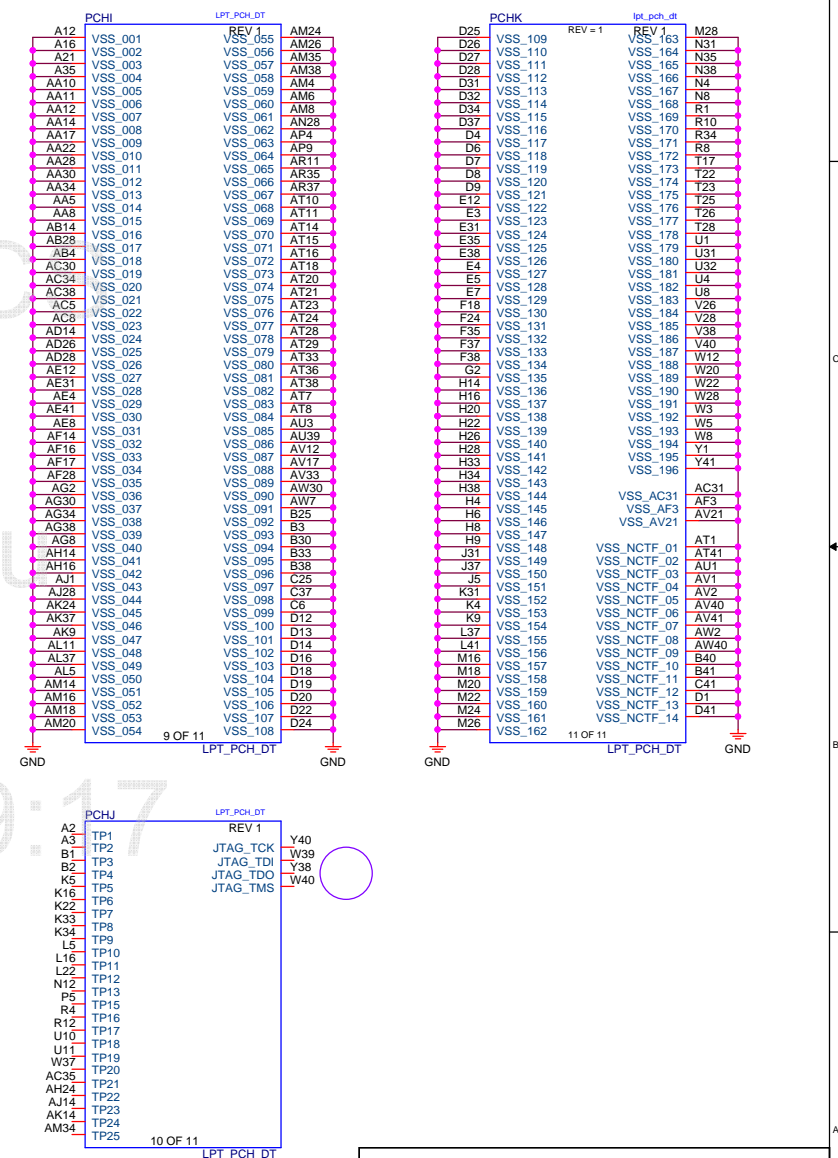 PCHI LPT_PCH_DT
REV 1
A12 VSS_001 VSS_055 AM24
A16 VSS_002 VSS_056 AM26
A21 VSS_003 VSS_057 AM35
A35 VSS_004 VSS_058 AM38
AA10 VSS_005 VSS_059 AM4
AA11 VSS_006 VSS_060 AM6
AA12 VSS_007 VSS_061 AM8
AA14 VSS_008 VSS_062 AN28
AA17 VSS_009 VSS_063 AP4
AA22 VSS_010 VSS_064 AP9
AA28 VSS_011 VSS_065 AR11
AA30 VSS_012 VSS_066 AR35
AA34 VSS_013 VSS_067 AR37
AA5 VSS_014 VSS_068 AT10
AA8 VSS_015 VSS_069 AT11
AB14 VSS_016 VSS_070 AT14
AB28 VSS_017 VSS_071 AT15
AB4 VSS_018 VSS_072 AT16
AC30 VSS_019 VSS_073 AT18
AC34 VSS_020 VSS_074 AT20
AC38 VSS_021 VSS_075 AT21
AC5 VSS_022 VSS_076 AT23
AC8 VSS_023 VSS_077 AT24
AD14 VSS_024 VSS_078 AT28
AD26 VSS_025 VSS_079 AT29
AD28 VSS_026 VSS_080 AT33
AE12 VSS_027 VSS_081 AT36
AE31 VSS_028 VSS_082 AT38
AE4 VSS_029 VSS_083 AT7
AE41 VSS_030 VSS_084 AT8
AE8 VSS_031 VSS_085 AU3
AF14 VSS_032 VSS_086 AU39
AF16 VSS_033 VSS_087 AV12
AF17 VSS_034 VSS_088 AV17
AF28 VSS_035 VSS_089 AV33
AG2 VSS_036 VSS_090 AW30
AG30 VSS_037 VSS_091 AW7
AG34 VSS_038 VSS_092 B25
AG38 VSS_039 VSS_093 B3
AG8 VSS_040 VSS_094 B30
AH14 VSS_041 VSS_095 B33
AH16 VSS_042 VSS_096 B38
AJ1 VSS_043 VSS_097 C25
AJ28 VSS_044 VSS_098 C37
AK24 VSS_045 VSS_099 C6
AK37 VSS_046 VSS_100 D12
AK9 VSS_047 VSS_101 D13
AL11 VSS_048 VSS_102 D14
AL37 VSS_049 VSS_103 D16
AL5 VSS_050 VSS_104 D18
AM14 VSS_051 VSS_105 D19
AM16 VSS_052 VSS_106 D20
AM18 VSS_053 VSS_107 D22
AM20 VSS_054 VSS_108 D24
9 OF 11
LPT_PCH_DT
GND GND
PCHK lpt_pch_dt
REV = 1 REV 1
D25 VSS_109 VSS_163 M28
D26 VSS_110 VSS_164 N31
D27 VSS_111 VSS_165 N35
D28 VSS_112 VSS_166 N38
D31 VSS_113 VSS_167 N4
D32 VSS_114 VSS_168 N8
D34 VSS_115 VSS_169 R1
D37 VSS_116 VSS_170 R10
D4 VSS_117 VSS_171 R34
D6 VSS_118 VSS_172 R8
D7 VSS_119 VSS_173 T17
D8 VSS_120 VSS_174 T22
D9 VSS_121 VSS_175 T23
E12 VSS_122 VSS_176 T25
E3 VSS_123 VSS_177 T26
E31 VSS_124 VSS_178 T28
E35 VSS_125 VSS_179 U1
E38 VSS_126 VSS_180 U31
E4 VSS_127 VSS_181 U32
E5 VSS_128 VSS_182 U4
E7 VSS_129 VSS_183 U8
F18 VSS_130 VSS_184 V26
F24 VSS_131 VSS_185 V28
F35 VSS_132 VSS_186 V38
F37 VSS_133 VSS_187 V40
F38 VSS_134 VSS_188 W12
G2 VSS_135 VSS_189 W20
H14 VSS_136 VSS_190 W22
H16 VSS_137 VSS_191 W28
H20 VSS_138 VSS_192 W3
H22 VSS_139 VSS_193 W5
H26 VSS_140 VSS_194 W8
H28 VSS_141 VSS_195 Y1
H33 VSS_142 VSS_196 Y41
H34 VSS_143
H38 VSS_144 VSS_AC31 AC31
H4 VSS_145 VSS_AF3 AF3
H6 VSS_146 VSS_AV21 AV21
H8 VSS_147
H9 VSS_148 VSS_NCTF_01 AT1
J31 VSS_149 VSS_NCTF_02 AT41
J37 VSS_150 VSS_NCTF_03 AU1
J5 VSS_151 VSS_NCTF_04 AV1
K31 VSS_152 VSS_NCTF_05 AV2
K4 VSS_153 VSS_NCTF_06 AV40
K9 VSS_154 VSS_NCTF_07 AV41
L37 VSS_155 VSS_NCTF_08 AW2
L41 VSS_156 VSS_NCTF_09 AW40
M16 VSS_157 VSS_NCTF_10 B40
M18 VSS_158 VSS_NCTF_11 B41
M20 VSS_159 VSS_NCTF_12 C41
M22 VSS_160 VSS_NCTF_13 D1
M24 VSS_161 VSS_NCTF_14 D41
M26 VSS_162
11 OF 11
LPT_PCH_DT
GND GND
PCHJ LPT_PCH_DT
REV 1
A2 TP1
A3 TP2 JTAG_TCK Y40
B1 TP3 JTAG_TDI W39
B2 TP4 JTAG_TDO Y38
K5 TP5 JTAG_TMS W40
K16 TP6
K22 TP7
K33 TP8
K34 TP9
L5 TP10
L16 TP11
L22 TP12
N12 TP13
P5 TP15
R4 TP16
R12 TP17
U10 TP18
U11 TP19
W37 TP20
AC35 TP21
AH24 TP22
AJ14 TP23
AK14 TP24
AM34 TP25
10 OF 11
LPT_PCH_DT
C
B
A
9:17